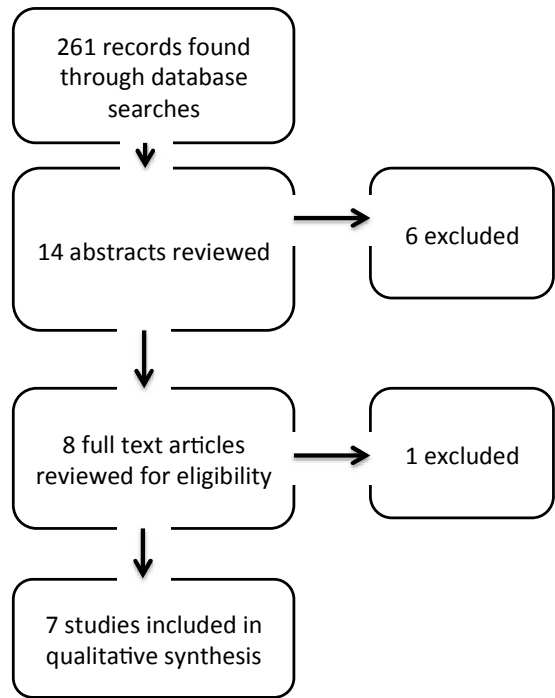 261 records found
through database
searches
14 abstracts reviewed
6 excluded
8 full text articles
reviewed for eligibility
1 excluded
7 studies included in
qualitative synthesis